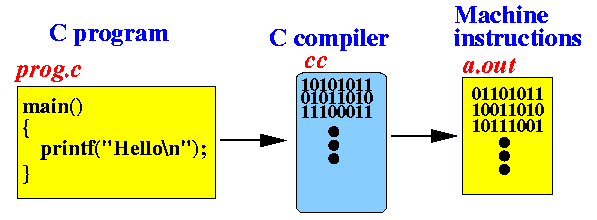 C program
prog.c
main()
{
printf("Hello\n");
}
C compiler
cc
10101011
01011010
11100011
Machine
instructions
a.out
01101011
10011010
10111001